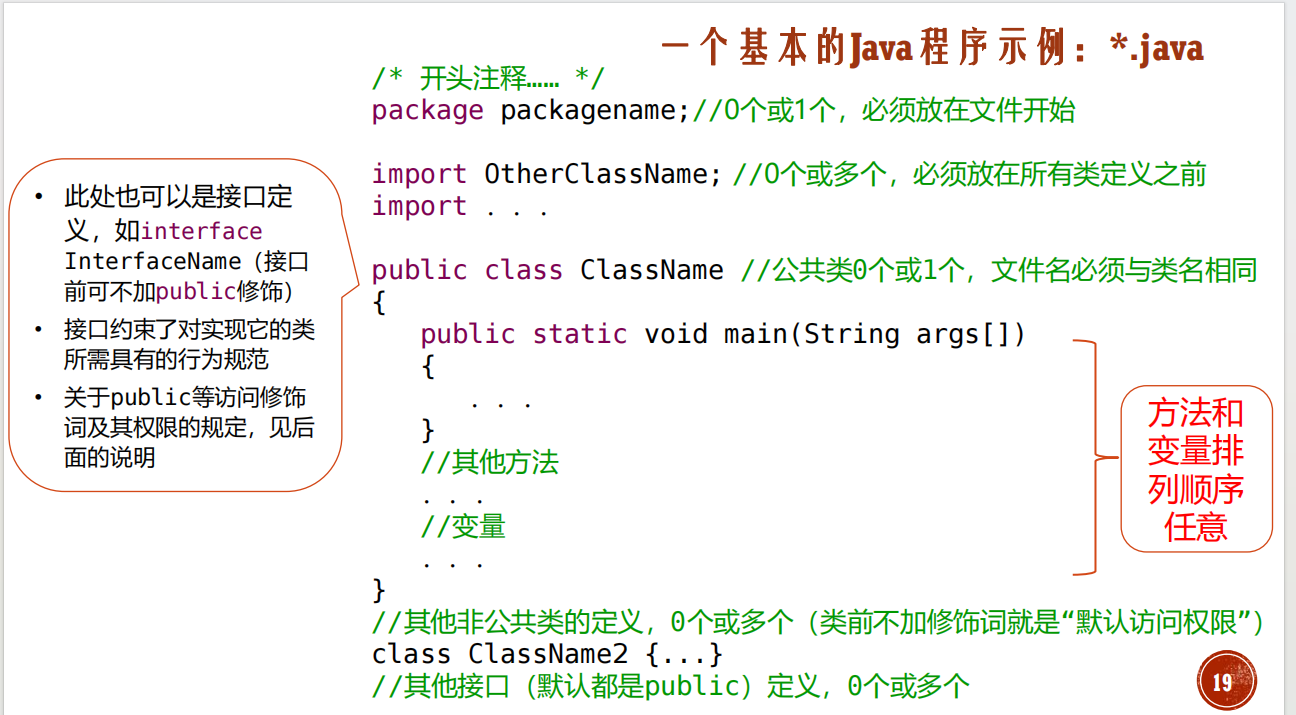 一个基本的Java程序示例：*.java
/* 开头注释…… */
package packagename;//0个或1个，必须放在文件开始
import OtherClassName; //0个或多个，必须放在所有类定义之前
import . . .
public class ClassName //公共类0个或1个，文件名必须与类名相同
{
public static void main(String args[])
{
. . .
}
//其他方法
. . .
//变量
. . .
}
//其他非公共类的定义，0个或多个（类前不加修饰词就是“默认访问权限”）
class ClassName2 {...}
//其他接口（默认都是public）定义，0个或多个
• 此处也可以是接口定
义，如interface
InterfaceName（接口
前可不加public修饰）
• 接口约束了对实现它的类
所需具有的行为规范
• 关于public等访问修饰
词及其权限的规定，见后
面的说明
方法和
变量排
列顺序
任意
19